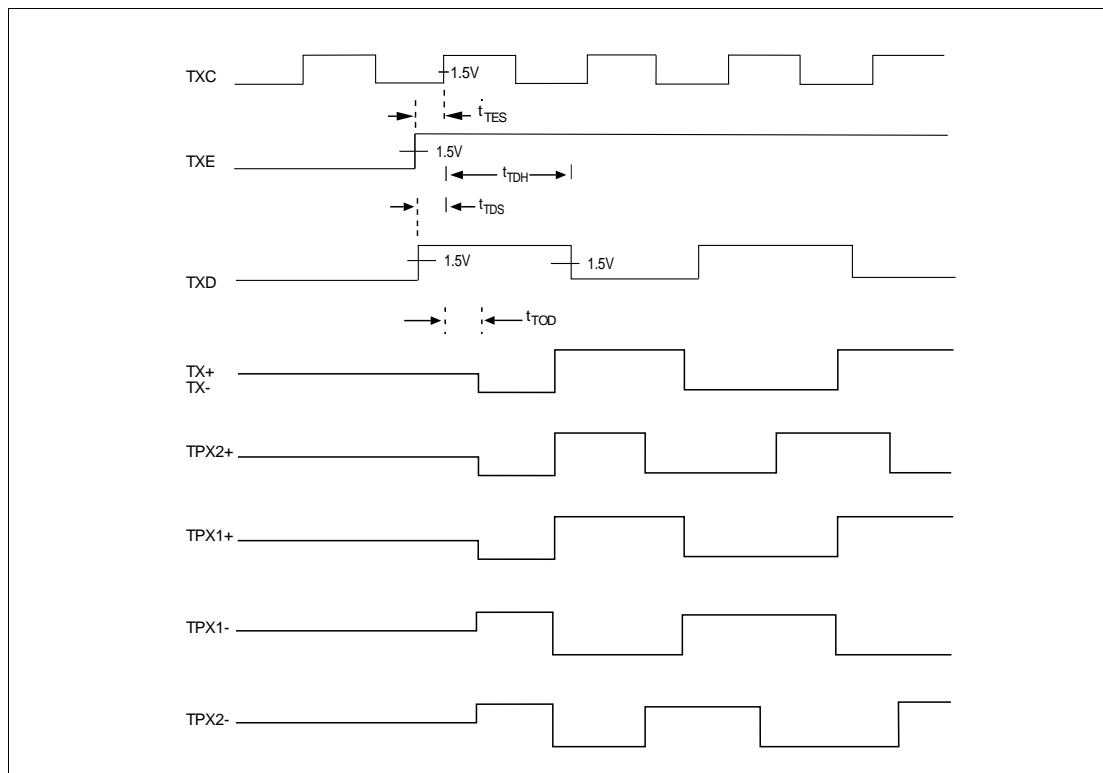 TXC
1.5V
tTES
TXE
1.5V
tTDH
tTDS
TXD
1.5V
1.5V
tTOD
TX+
TX-
TPX2+
TPX1+
TPX1-
TPX2-